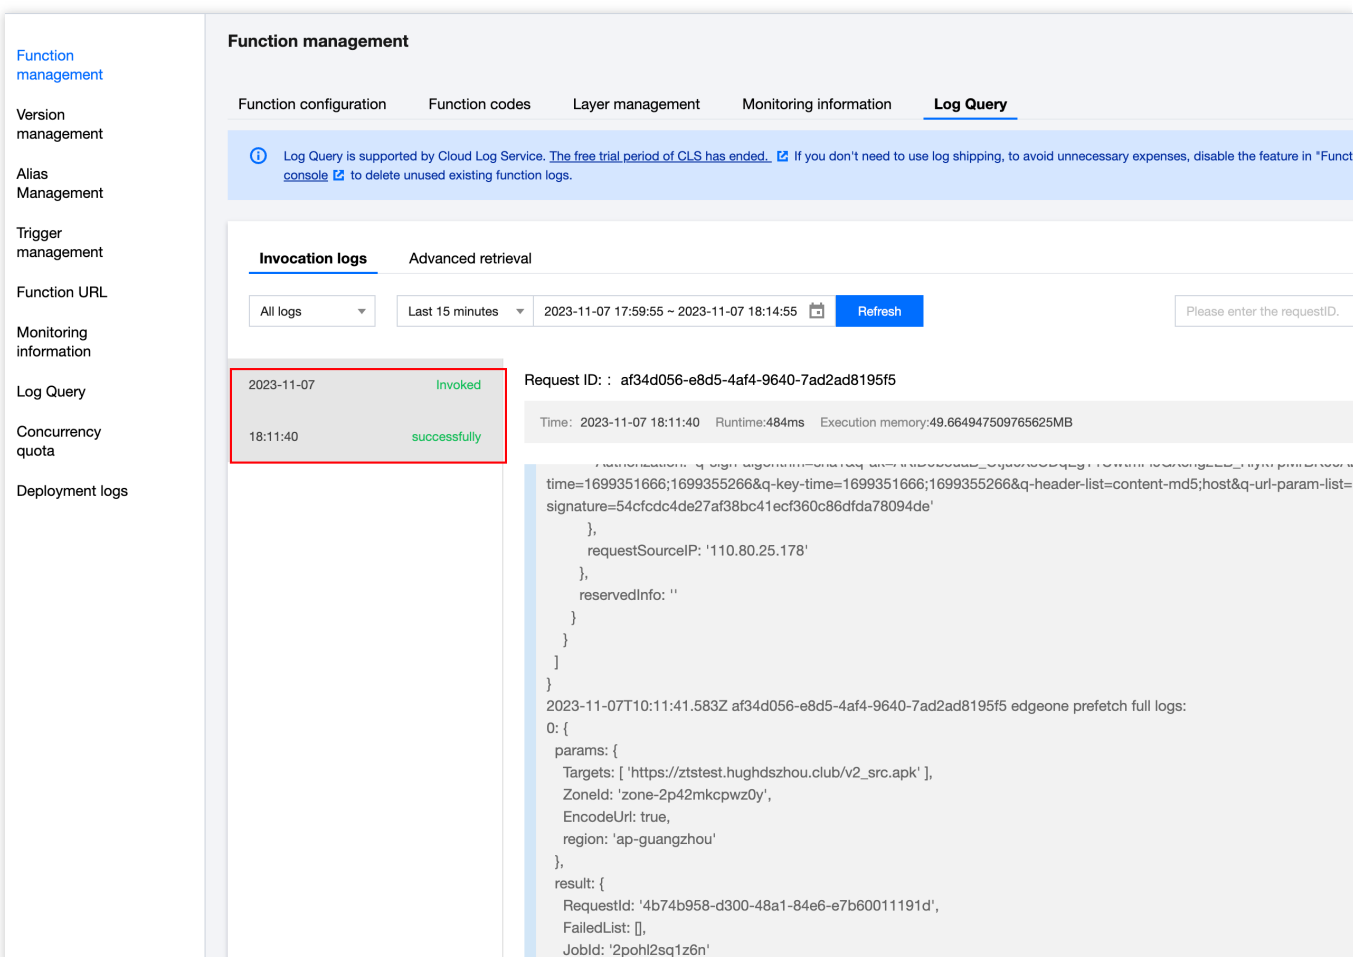 Function management
Function
management
Version
management
Alias
Management
Trigger
management
Function URL
Monitoring
information
Log Query
Concurrency
quota
Deployment logs
Function configuration Function codes Layer management Monitoring information Log Query
Log Query is supported by Cloud Log Service. The free trial period of CLS has ended. If you don't need to use log shipping, to avoid unnecessary expenses, disable the feature in "Funct
console to delete unused existing function logs.
Invocation logs Advanced retrieval
All logs Last 15 minutes 2023-11-07 17:59:55 ~ 2023-11-07 18:14:55 Refresh Please enter the requestID.
2023-11-07 Invoked
18:11:40 successfully
Request ID: : af34d056-e8d5-4af4-9640-7ad2ad8195f5
Time: 2023-11-07 18:11:40 Runtime:484ms Execution memory:49.664947509765625MB
time=1699351666;1699355266&q-key-time=1699351666;1699355266&q-header-list=content-md5;host&q-url-param-list=
signature=54cfcdc4de27af38bc41ecf360c86dfda78094de'
},
requestSourceIP: '110.80.25.178'
},
reservedInfo: ''
}
}
]
}
2023-11-07T10:11:41.583Z af34d056-e8d5-4af4-9640-7ad2ad8195f5 edgeone prefetch full logs:
0: {
params: {
Targets: [ 'https://ztstest.hughdszhou.club/v2_src.apk' ],
ZoneId: 'zone-2p42mkcpwz0y',
EncodeUrl: true,
region: 'ap-guangzhou'
},
result: {
RequestId: '4b74b958-d300-48a1-84e6-e7b60011191d',
FailedList: [],
JobId: '2pohl2sq1z6n'